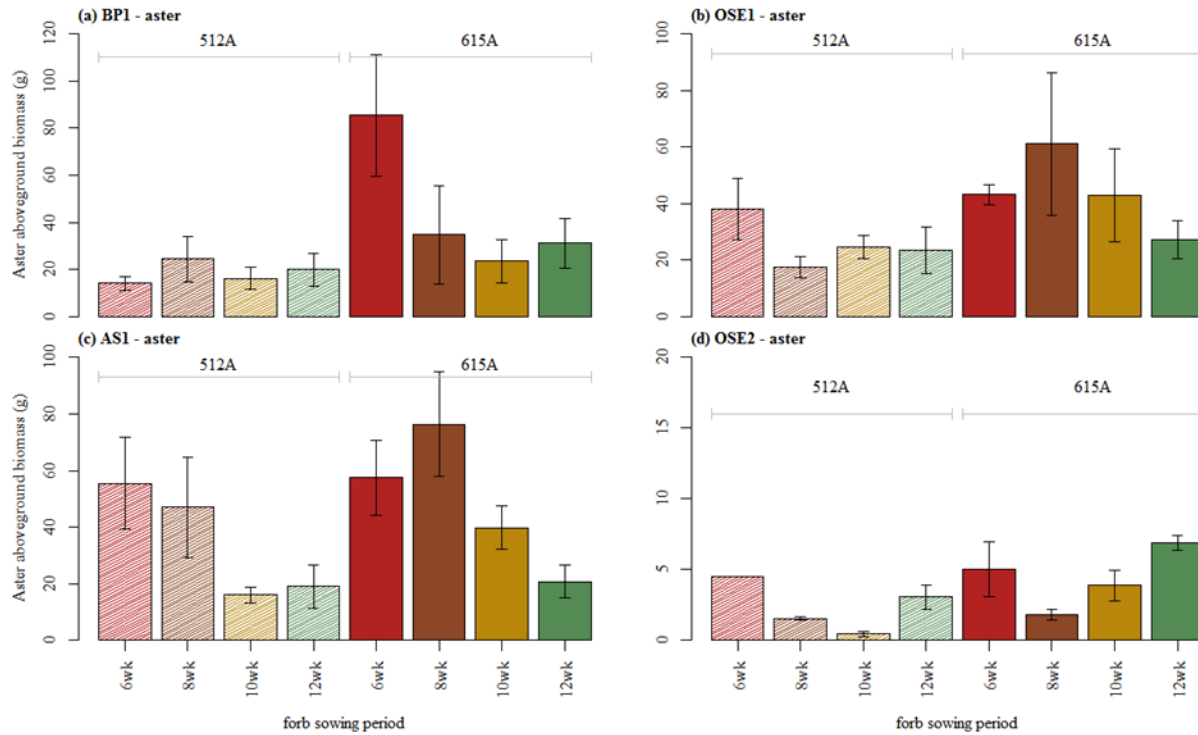 (a) BP1 - aster
512A
615A
Aster aboveground biomass (g)
0
20
40
60
80
100
120
(b) OSE1 - aster
512A
615A
0
20
40
60
80
100
(c) AS1 - aster
512A
615A
Aster aboveground biomass (g)
0
20
40
60
80
100
6wk
8wk
10wk
12wk
6wk
8wk
10wk
12wk
forb sowing period
(d) OSE2 - aster
512A
615A
0
5
10
15
20
6wk
8wk
10wk
12wk
6wk
8wk
10wk
12wk
forb sowing period